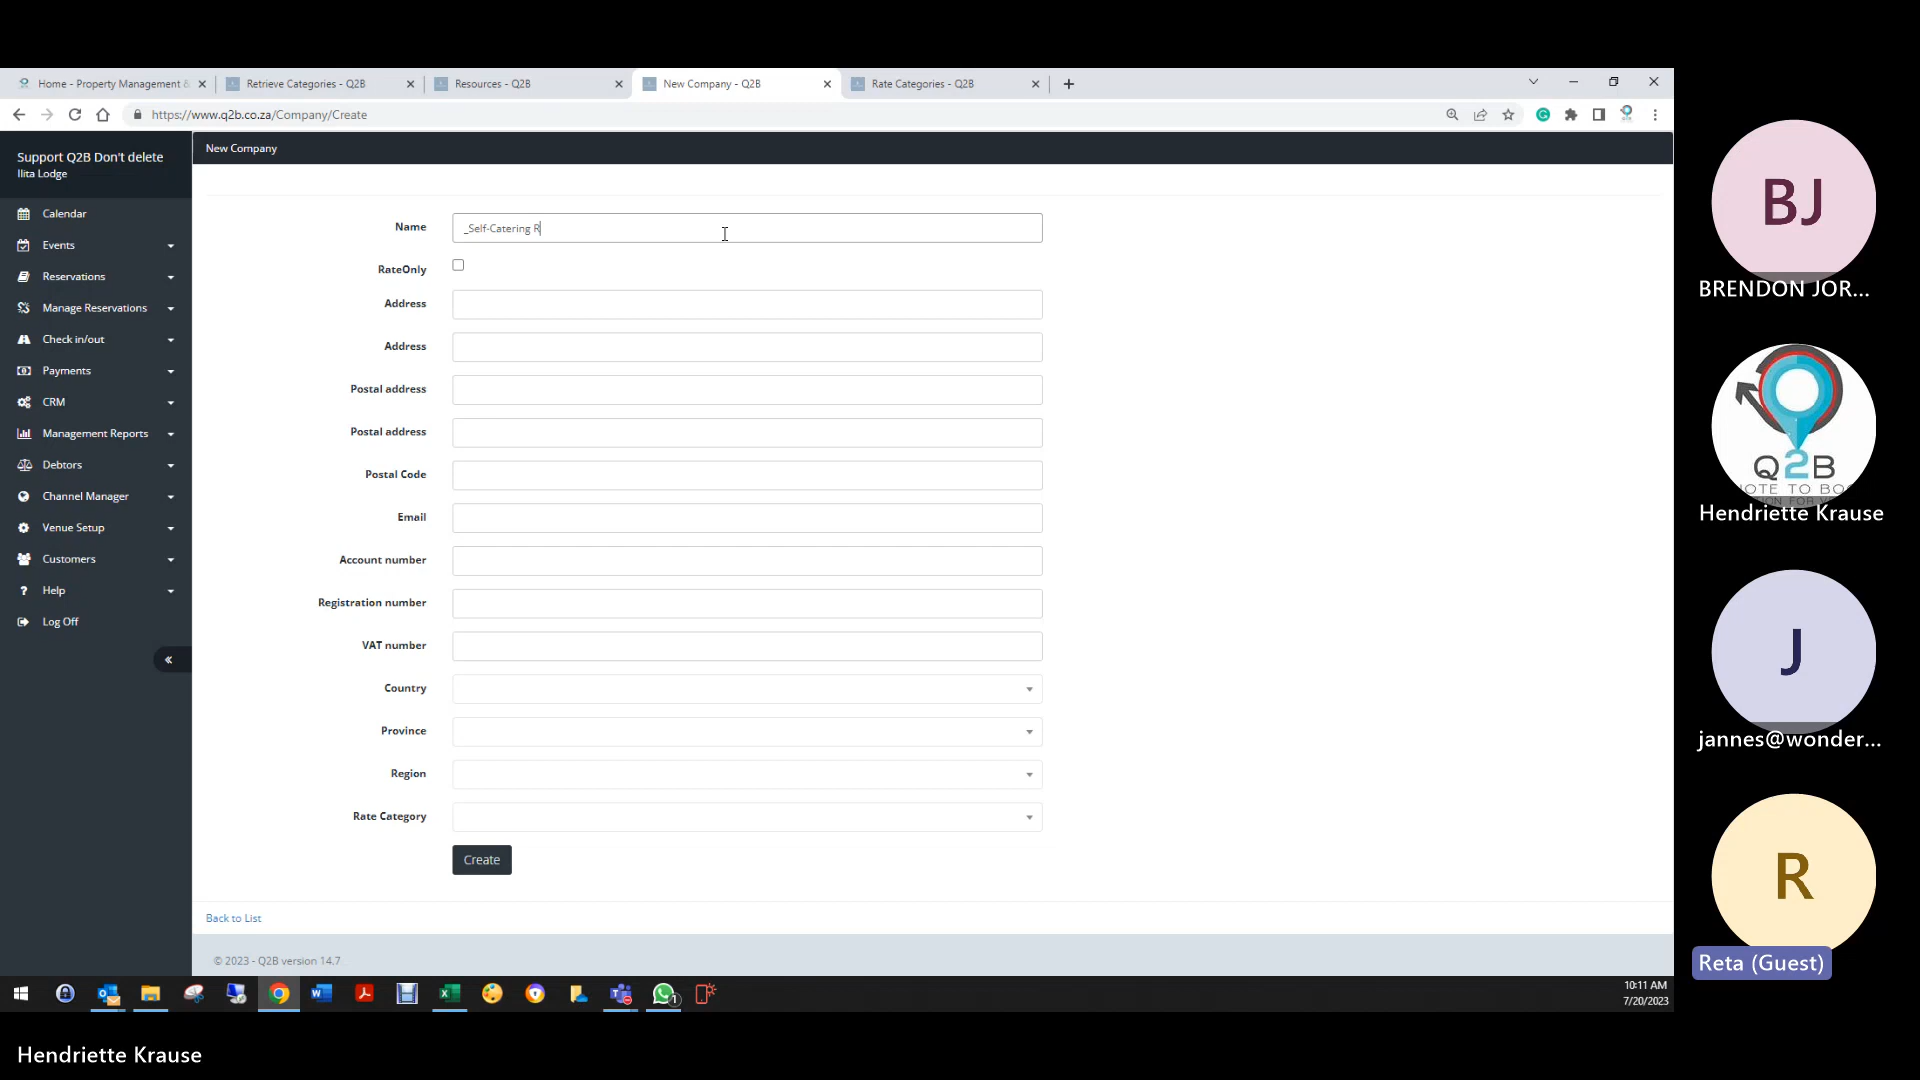 Home - Property Management &
Retrieve Categories - Q2B
Resources - Q2B
New Company - Q2B
Rate Categories - Q2B
https://www.q2b.co.za/Company/Create
Support Q2B Don't delete
Ilita Lodge
Calendar
Events
Reservations
Manage Reservations
Check in/out
Payments
CRM
Management Reports
Debtors
Channel Manager
Venue Setup
Customers
Help
Log Off
New Company
Name
_Self-Catering R
RateOnly
Address
Address
Postal address
Postal address
Postal Code
Email
Account number
Registration number
VAT number
Country
Province
Region
Rate Category
Create
Back to List
© 2023 - Q2B version 14.7
10:11 AM
7/20/2023
BJ
BRENDON JOR...
Q2B
Hendriette Krause
J
jannes@wonder...
R
Reta (Guest)
Hendriette Krause